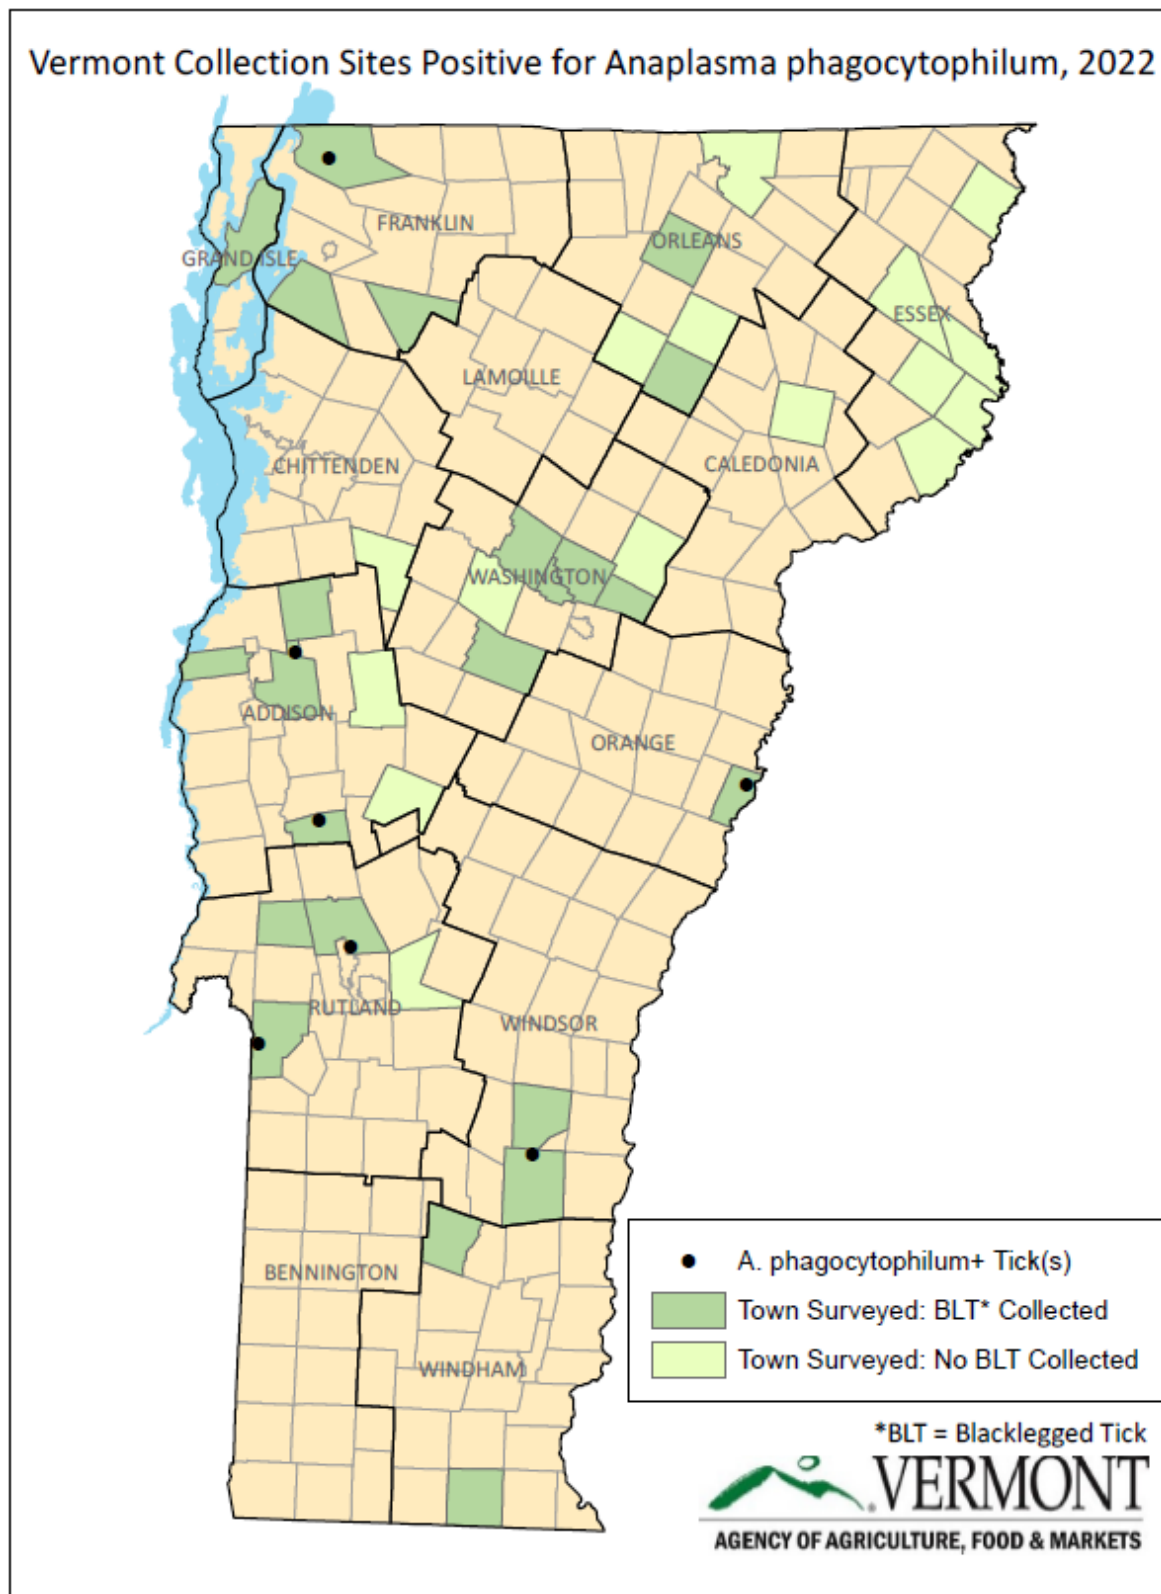 Vermont Collection Sites Positive for Anaplasma phagocytophilum, 2022
FRANKLIN
ORLEANS
GRAND ISLE
ESSEX
LAMOILLE
CHITTENDEN
CALEDONIA
WASHINGTON
ADDISON
ORANGE
RUTLAND
WINDSOR
BENNINGTON
WINDHAM
A. phagocytophilum+ Tick(s)
Town Surveyed: BLT* Collected
Town Surveyed: No BLT Collected
*BLT = Blacklegged Tick
VERMONT
AGENCY OF AGRICULTURE, FOOD & MARKETS